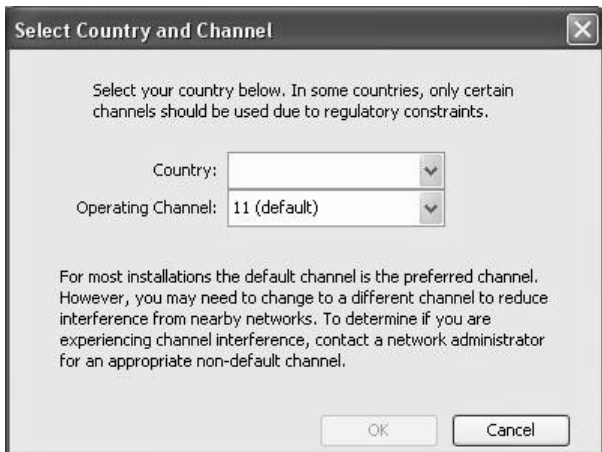 Select Country and Channel
Select your country below. In some countries, only certain
channels should be used due to regulatory constraints.
Country:
Operating Channel: 11 (default)
For most installations the default channel is the preferred channel.
However, you may need to change to a different channel to reduce
interference from nearby networks. To determine if you are
experiencing channel interference, contact a network administrator
for an appropriate non-default channel.
OK Cancel